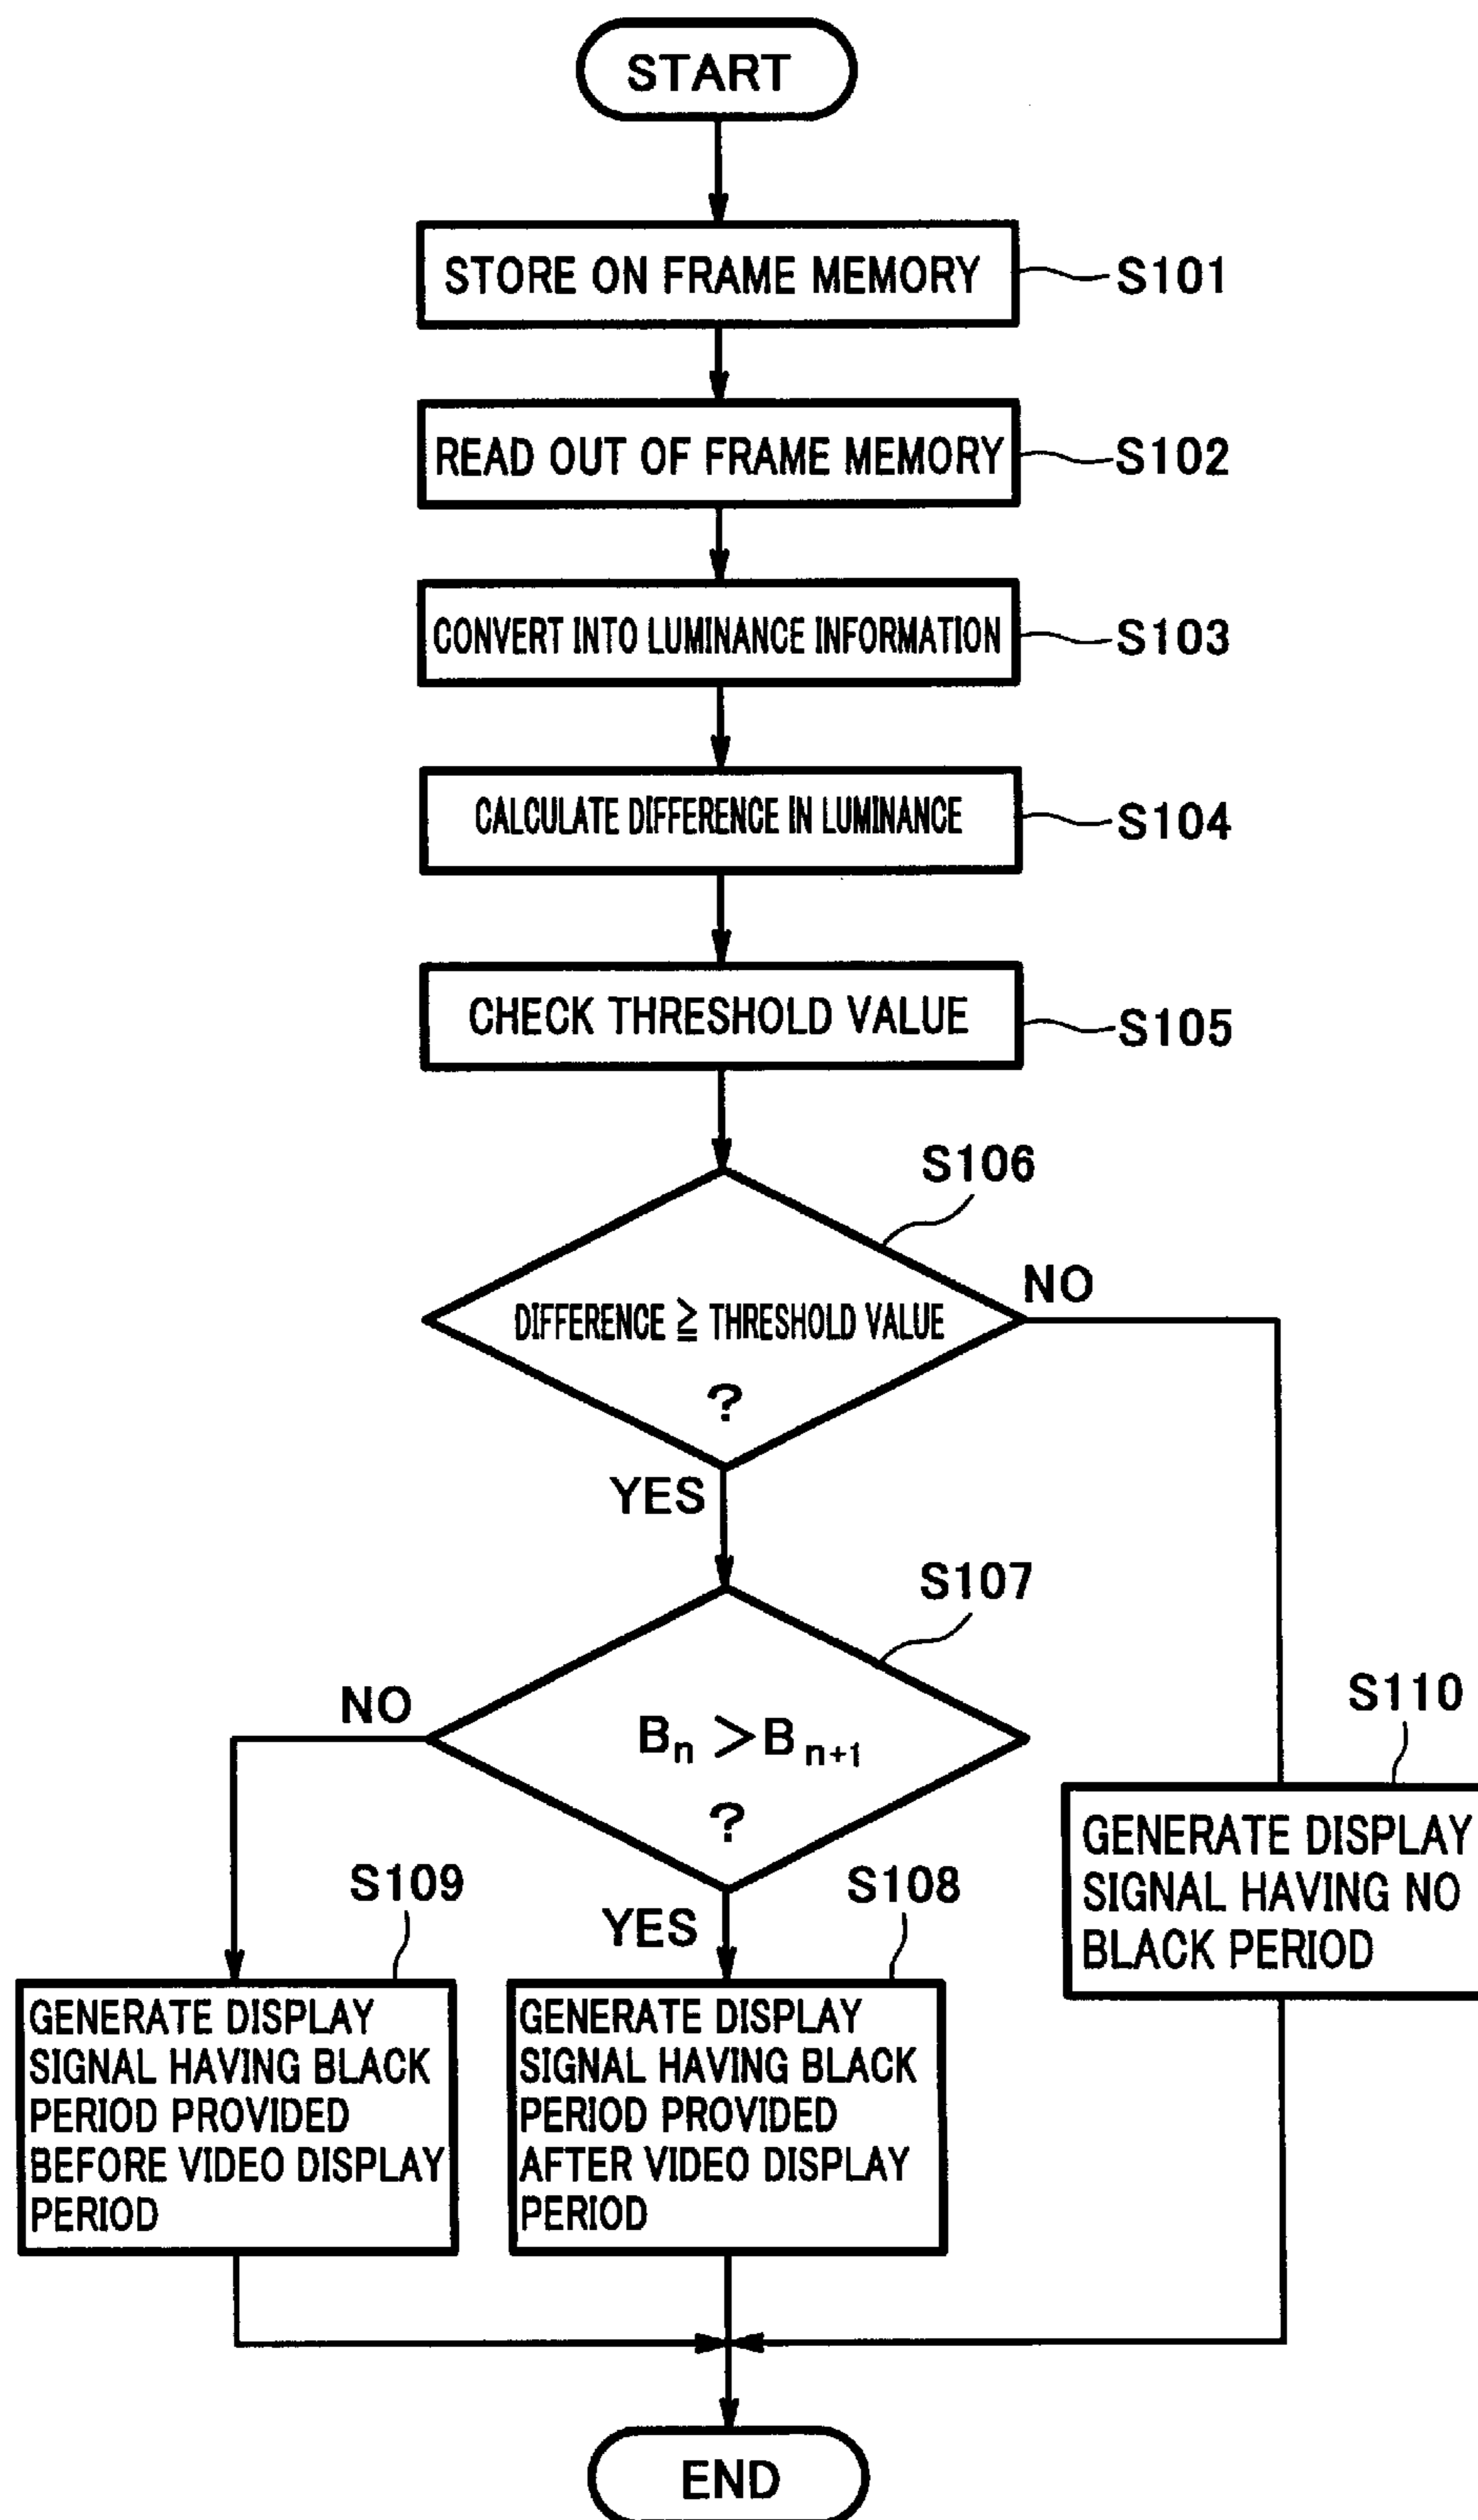 START
STORE ON FRAME MEMORY
S101
READ OUT OF FRAME MEMORY
S102
CONVERT INTO LUMINANCE INFORMATION
S103
CALCULATE DIFFERENCE IN LUMINANCE
S104
CHECK THRESHOLD VALUE
S105
S106
DIFFERENCE ≧ THRESHOLD VALUE
?
NO
YES
S107
Bn > Bn+1
?
NO
YES
S110
GENERATE DISPLAY
SIGNAL HAVING NO
BLACK PERIOD
S109
GENERATE DISPLAY
SIGNAL HAVING BLACK
PERIOD PROVIDED
BEFORE VIDEO DISPLAY
PERIOD
S108
GENERATE DISPLAY
SIGNAL HAVING BLACK
PERIOD PROVIDED
AFTER VIDEO DISPLAY
PERIOD
END